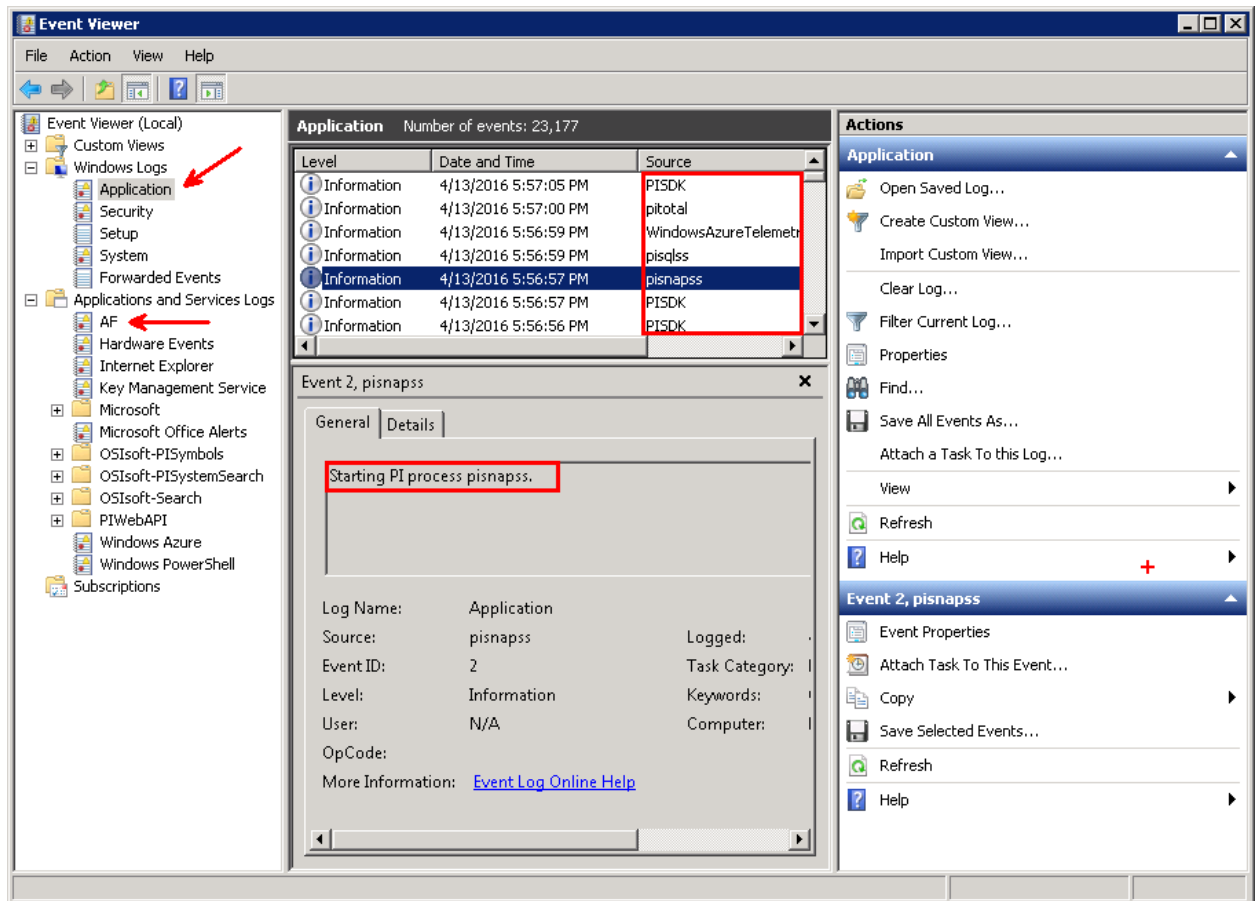 Event Viewer
File Action View Help
Event Viewer (Local)
Custom Views
Windows Logs
Application
Security
Setup
System
Forwarded Events
Applications and Services Logs
AF
Hardware Events
Internet Explorer
Key Management Service
Microsoft
Microsoft Office Alerts
OSIsoft-PISymbols
OSIsoft-PISystemSearch
OSIsoft-Search
PIWebAPI
Windows Azure
Windows PowerShell
Subscriptions
Application Number of events: 23,177
Level Date and Time Source
Information 4/13/2016 5:57:05 PM PISDK
Information 4/13/2016 5:57:00 PM pitotal
Information 4/13/2016 5:56:59 PM WindowsAzureTelemetr
Information 4/13/2016 5:56:59 PM pisqlss
Information 4/13/2016 5:56:57 PM pisnapss
Information 4/13/2016 5:56:57 PM PISDK
Information 4/13/2016 5:56:56 PM PISDK
Event 2, pisnapss
General Details
Starting PI process pisnapss.
Log Name: Application
Source: pisnapss Logged:
Event ID: 2 Task Category:
Level: Information Keywords:
User: N/A Computer:
OpCode:
More Information: Event Log Online Help
Actions
Application
Open Saved Log...
Create Custom View...
Import Custom View...
Clear Log...
Filter Current Log...
Properties
Find...
Save All Events As...
Attach a Task To this Log...
View
Refresh
Help
Event 2, pisnapss
Event Properties
Attach Task To This Event...
Copy
Save Selected Events...
Refresh
Help